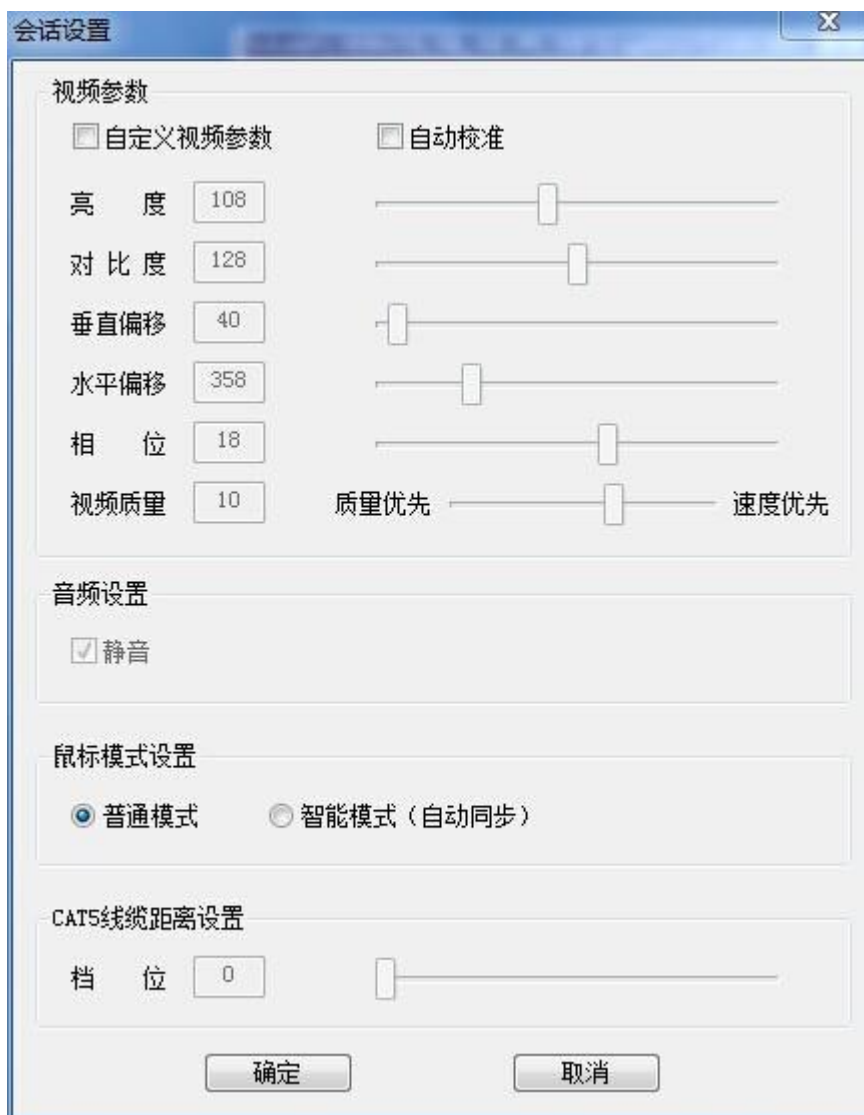 会话设置
视频参数
自定义视频参数 自动校准
亮 度 108
对 比 度 128
垂直偏移 40
水平偏移 358
相 位 18
视频质量 10 质量优先 速度优先
音频设置
静音
鼠标模式设置
普通模式 智能模式（自动同步）
CAT5线缆距离设置
档 位 0
确定 取消